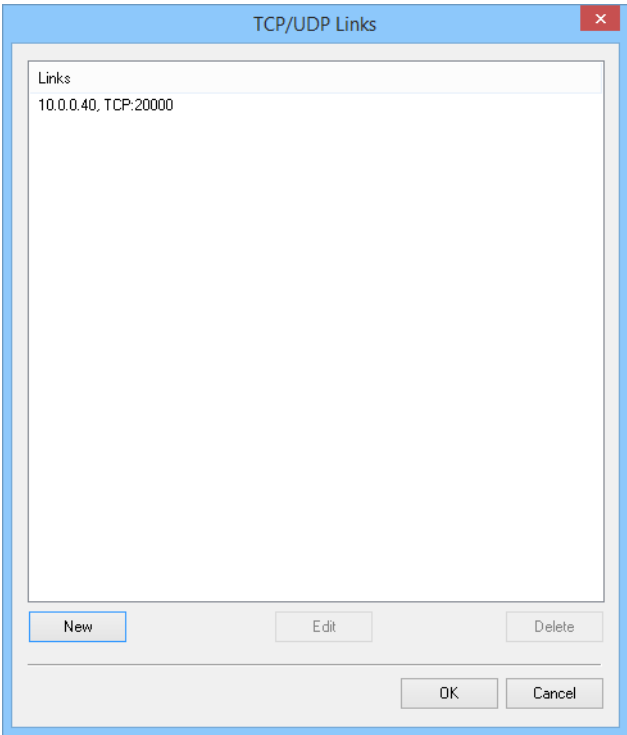 TCP/UDP Links
Links
10.0.0.40, TCP:20000
New
Edit
Delete
OK
Cancel